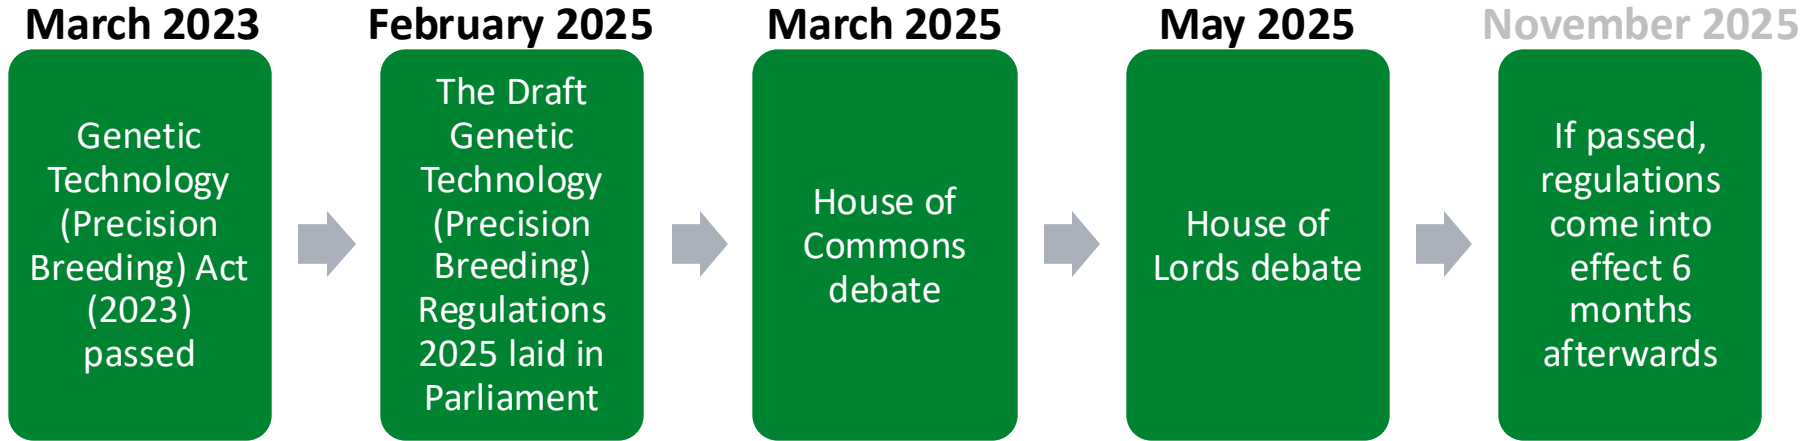 March 2023
Genetic
Technology
(Precision
Breeding) Act
(2023)
passed
February 2025
The Draft
Genetic
Technology
(Precision
Breeding)
Regulations
2025 laid in
Parliament
March 2025
House of
Commons
debate
May 2025
House of
Lords debate
November 2025
If passed,
regulations
come into
effect 6
months
afterwards